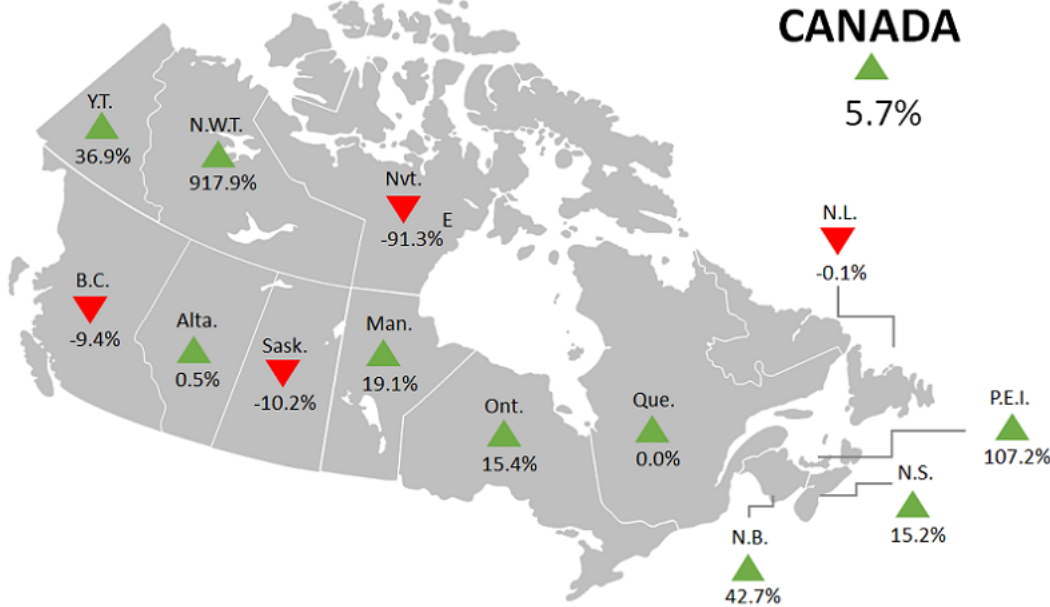 CANADA
5.7%
Y.T.
36.9%
N.W.T.
917.9%
Nvt.
E
-91.3%
N.L.
-0.1%
B.C.
-9.4%
Alta.
0.5%
Sask.
-10.2%
Man.
19.1%
Ont.
15.4%
Que.
0.0%
P.E.I.
107.2%
N.S.
15.2%
N.B.
42.7%